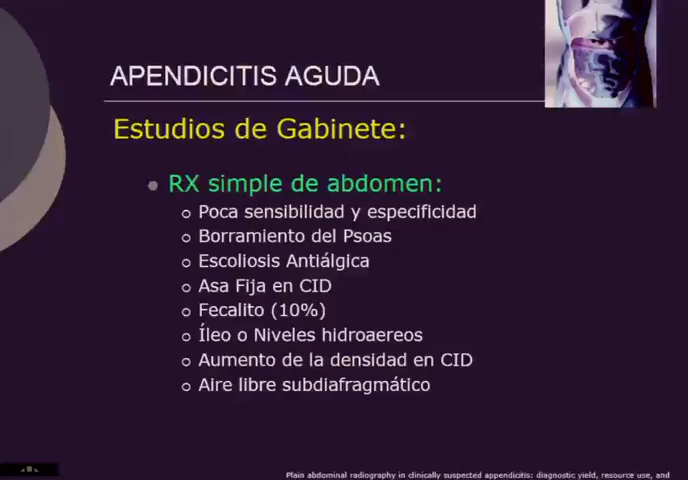 APENDICITIS AGUDA
Estudios de Gabinete:
RX simple de abdomen:
Poca sensibilidad y especificidad
Borramiento del Psoas
Escoliosis Antiálgica
Asa Fija en CID
Fecalito (10%)
Íleo o Niveles hidroaereos
Aumento de la densidad en CID
Aire libre subdiafragmático
Plain abdominal radiography in clinically suspected appendicitis: diagnostic yield, resource use, and